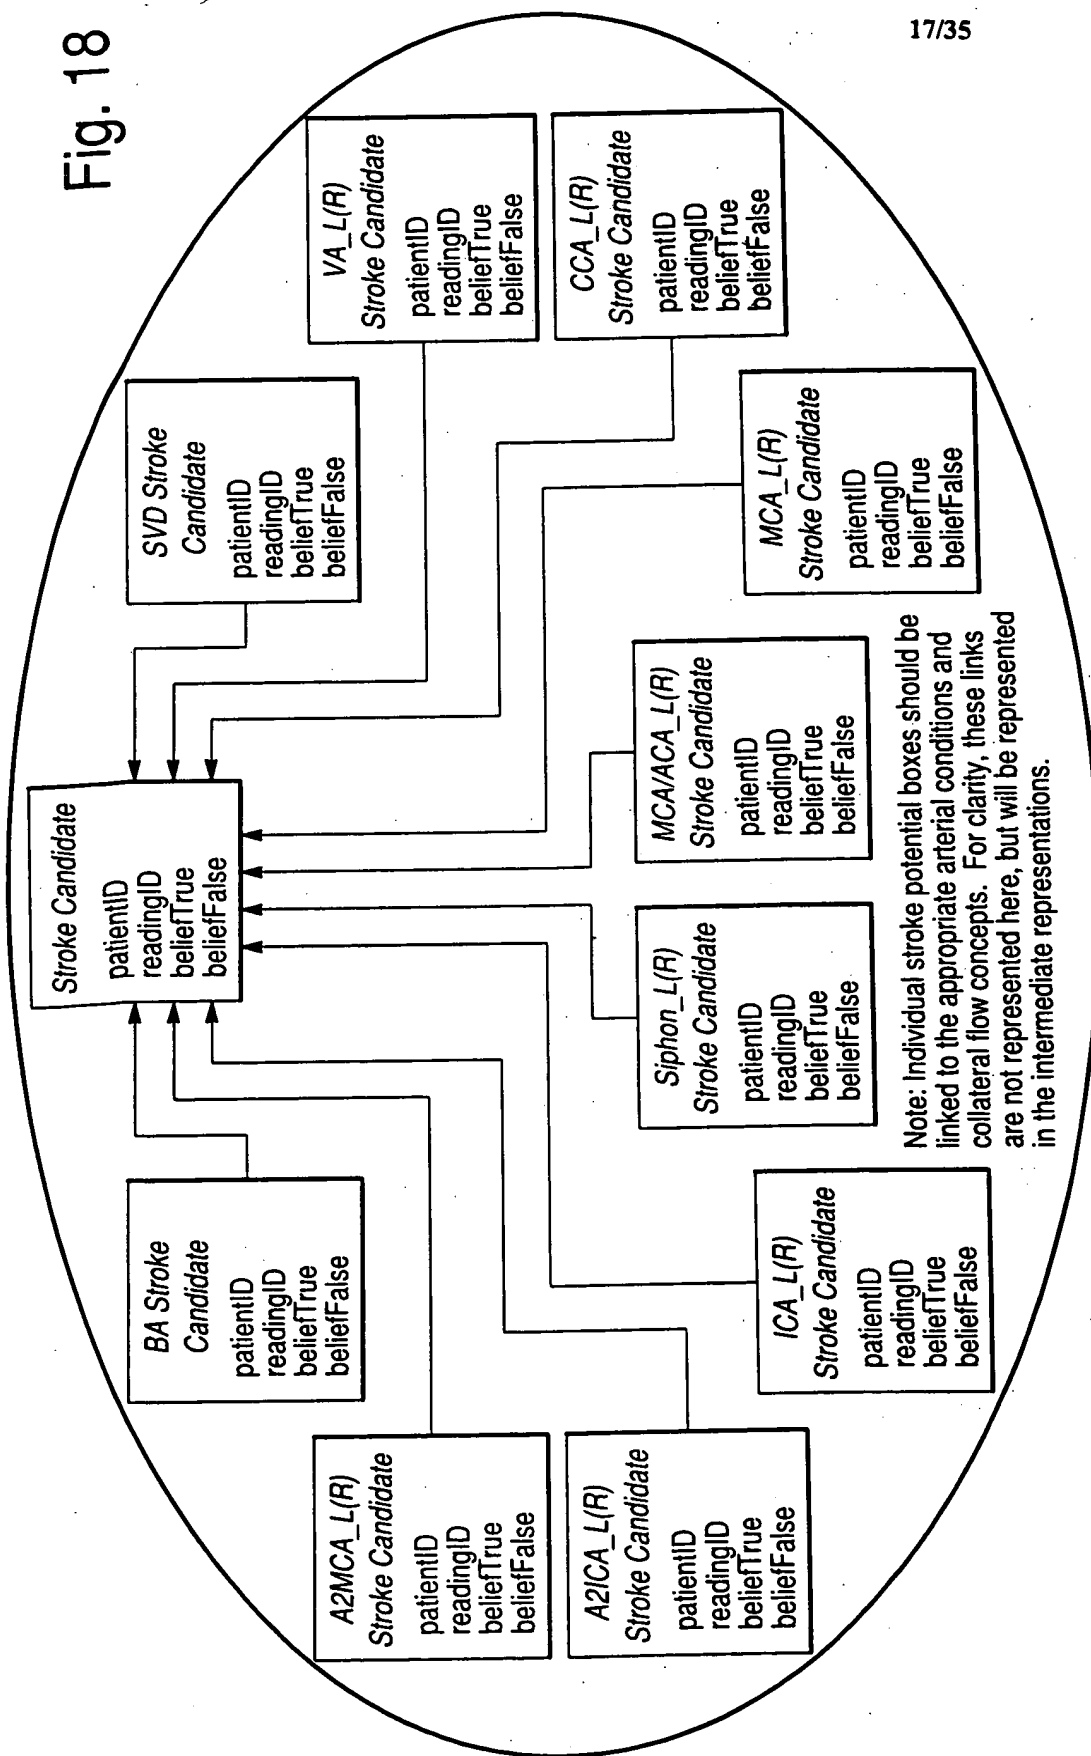 17/35
Fig. 18
Stroke Candidate
patientID
readingID
beliefTrue
beliefFalse
BA Stroke
Candidate
patientID
readingID
beliefTrue
beliefFalse
SVD Stroke
Candidate
patientID
readingID
beliefTrue
beliefFalse
A2MCA_L(R)
Stroke Candidate
patientID
readingID
beliefTrue
beliefFalse
VA_L(R)
Stroke Candidate
patientID
readingID
beliefTrue
beliefFalse
A2ICA_L(R)
Stroke Candidate
patientID
readingID
beliefTrue
beliefFalse
CCA_L(R)
Stroke Candidate
patientID
readingID
beliefTrue
beliefFalse
ICA_L(R)
Stroke Candidate
patientID
readingID
beliefTrue
beliefFalse
Siphon_L(R)
Stroke Candidate
patientID
readingID
beliefTrue
beliefFalse
MCA/ACA_L(R)
Stroke Candidate
patientID
readingID
beliefTrue
beliefFalse
MCA_L(R)
Stroke Candidate
patientID
readingID
beliefTrue
beliefFalse
Note: Individual stroke potential boxes should be
linked to the appropriate arterial conditions and
collateral flow concepts. For clarity, these links
are not represented here, but will be represented
in the intermediate representations.